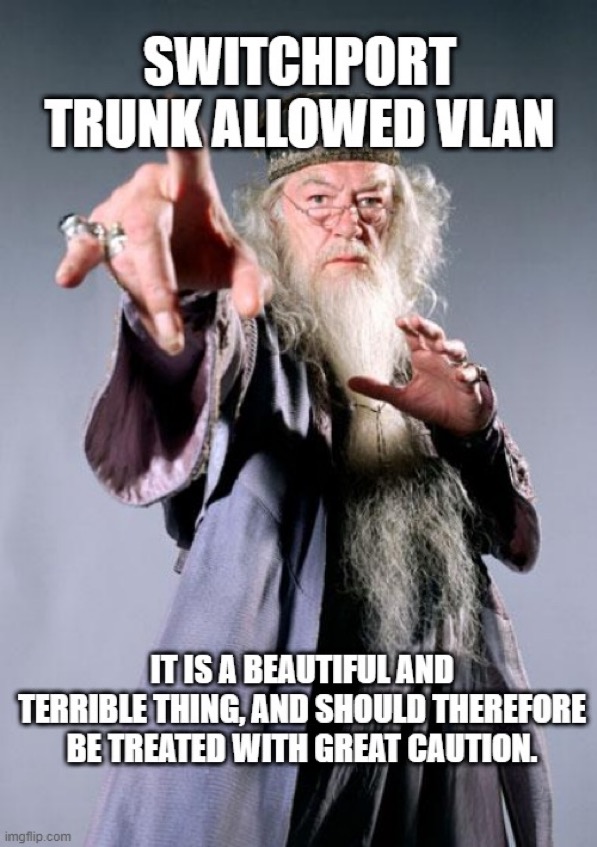 SWITCHPORT
TRUNK ALLOWED VLAN
IT IS A BEAUTIFUL AND
TERRIBLE THING, AND SHOULD THEREFORE
BE TREATED WITH GREAT CAUTION.
imgflip.com